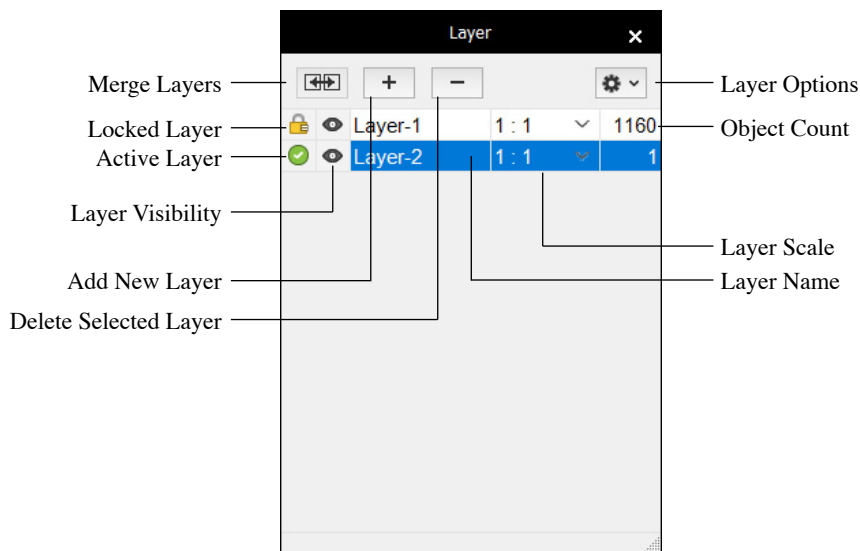 Layer
Merge Layers
Layer Options
Locked Layer
Layer-1 1 : 1 1160
Object Count
Active Layer
Layer-2 1 : 1 1
Layer Visibility
Layer Scale
Add New Layer
Layer Name
Delete Selected Layer